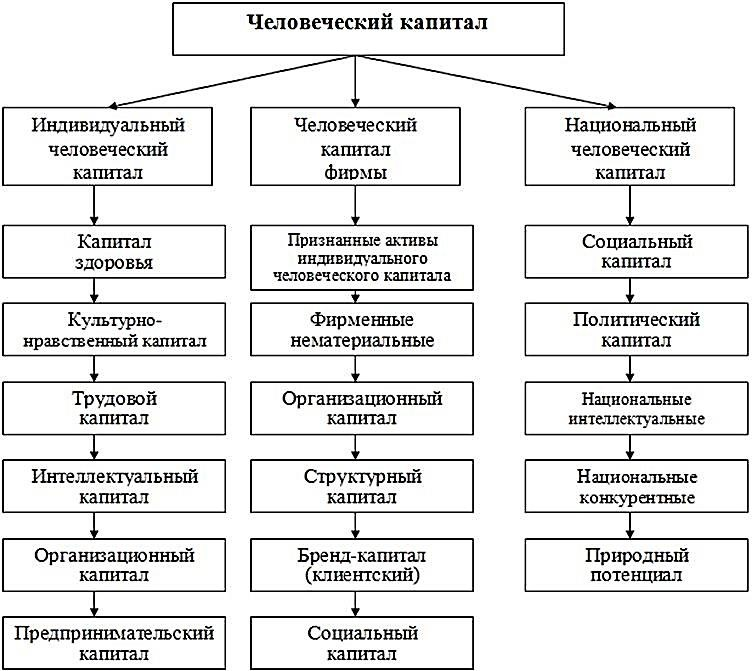 Человеческий капитал
Индивидуальный
человеческий
капитал
Человеческий
капитал
фирмы
Национальный
человеческий
капитал
Капитал
здоровья
Признанные активы
индивидуального
человеческого капитала
Социальный
капитал
Культурно-
нравственный капитал
Фирменные
нематериальные
Политический
капитал
Трудовой
капитал
Организационный
капитал
Национальные
интеллектуальные
Интеллектуальный
капитал
Структурный
капитал
Национальные
конкурентные
Организационный
капитал
Бренд-капитал
(клиентский)
Природный
потенциал
Предпринимательский
капитал
Социальный
капитал